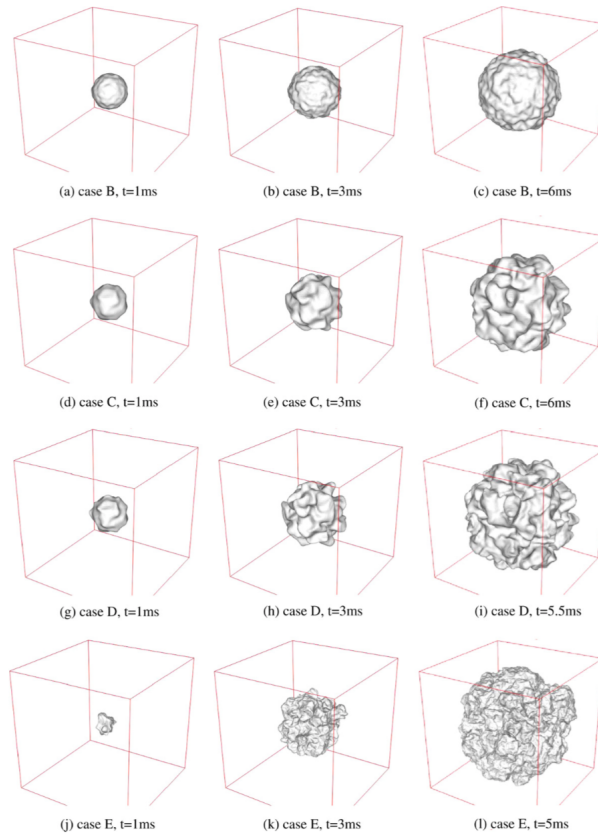 (a) case B, t=1ms
(b) case B, t=3ms
(c) case B, t=6ms
(d) case C, t=1ms
(e) case C, t=3ms
(f) case C, t=6ms
(g) case D, t=1ms
(h) case D, t=3ms
(i) case D, t=5.5ms
(j) case E, t=1ms
(k) case E, t=3ms
(l) case E, t=5ms